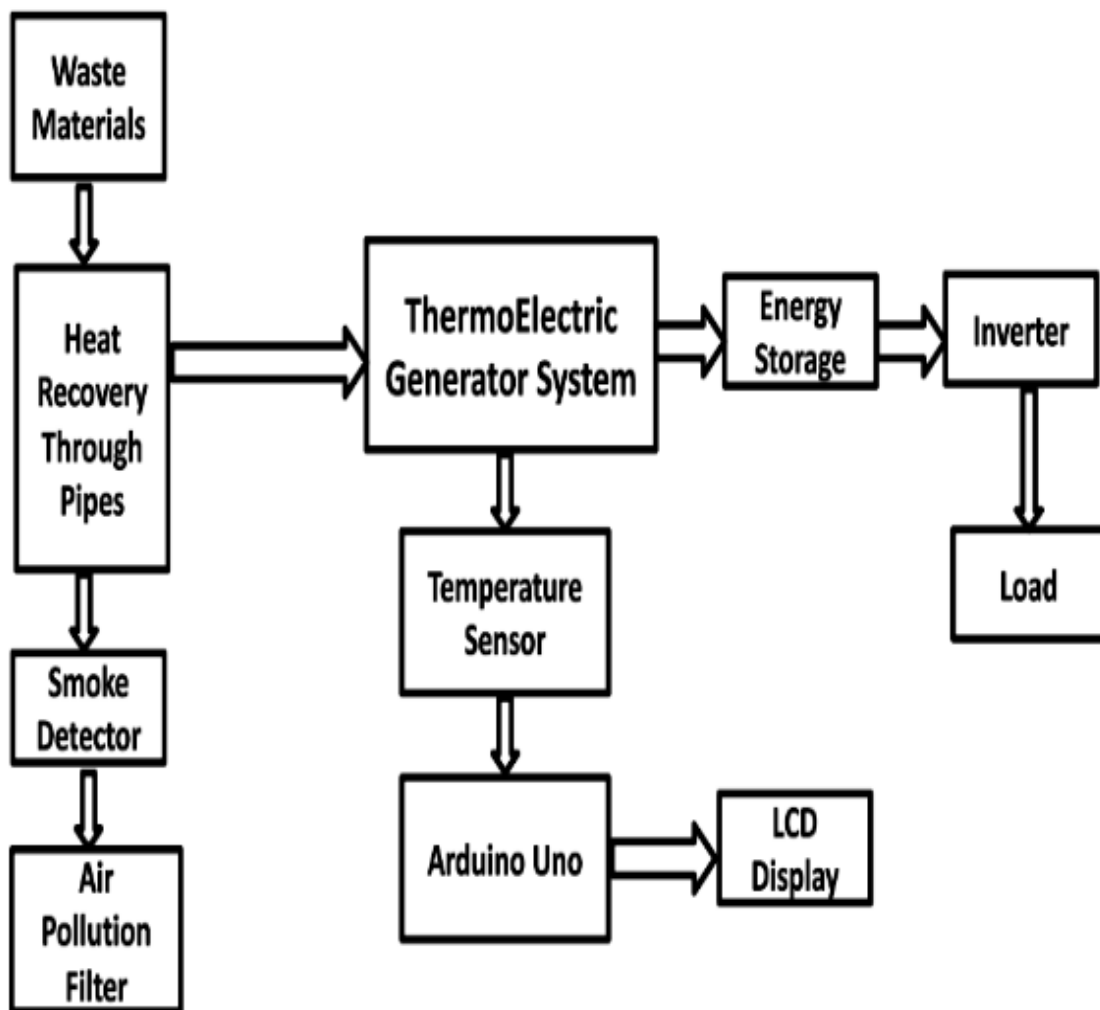 Waste
Materials
Heat
Recovery
Through
Pipes
ThermoElectric
Generator System
Energy
Storage
Inverter
Load
Temperature
Sensor
Smoke
Detector
Arduino Uno
LCD
Display
Air
Pollution
Filter